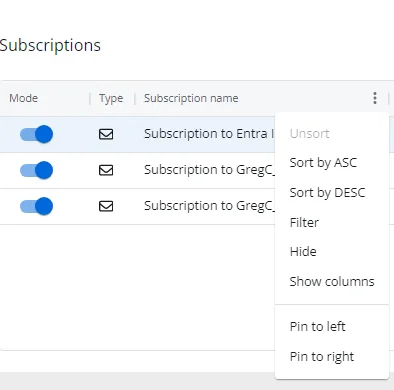 Subscriptions
Mode Type Subscription name
Unsort
Subscription to Entra
Sort by ASC
Subscription to GregC_
Sort by DESC
Subscription to GregC_
Filter
Hide
Show columns
Pin to left
Pin to right